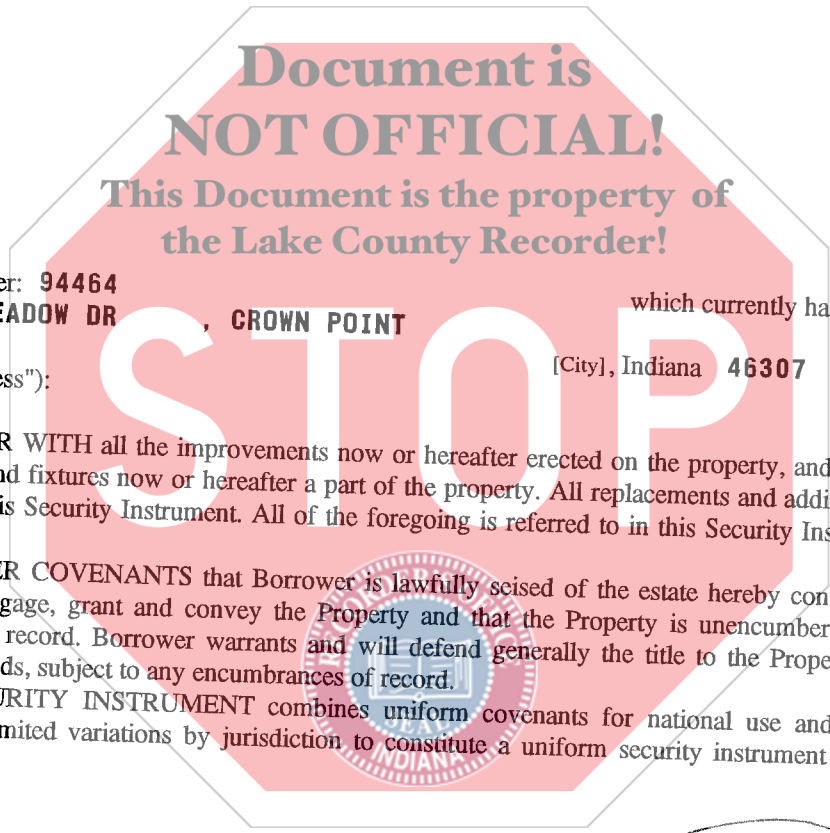 Document is
NOT OFFICIAL!
This Document is the property of
the Lake County Recorder!
er: 94464
which currently ha
EADOW DR , CROWN POINT
[City], Indiana 46307
ess"):
STOP
R WITH all the improvements now or hereafter erected on the property, and
nd fixtures now or hereafter a part of the property. All replacements and addi
is Security Instrument. All of the foregoing is referred to in this Security Ins
ER COVENANTS that Borrower is lawfully seised of the estate hereby con
gage, grant and convey the Property and that the Property is unencumber
record. Borrower warrants and will defend generally the title to the Prope
ds, subject to any encumbrances of record.
URITY INSTRUMENT combines uniform covenants for national use and
mited variations by jurisdiction to constitute a uniform security instrument
INDIANA